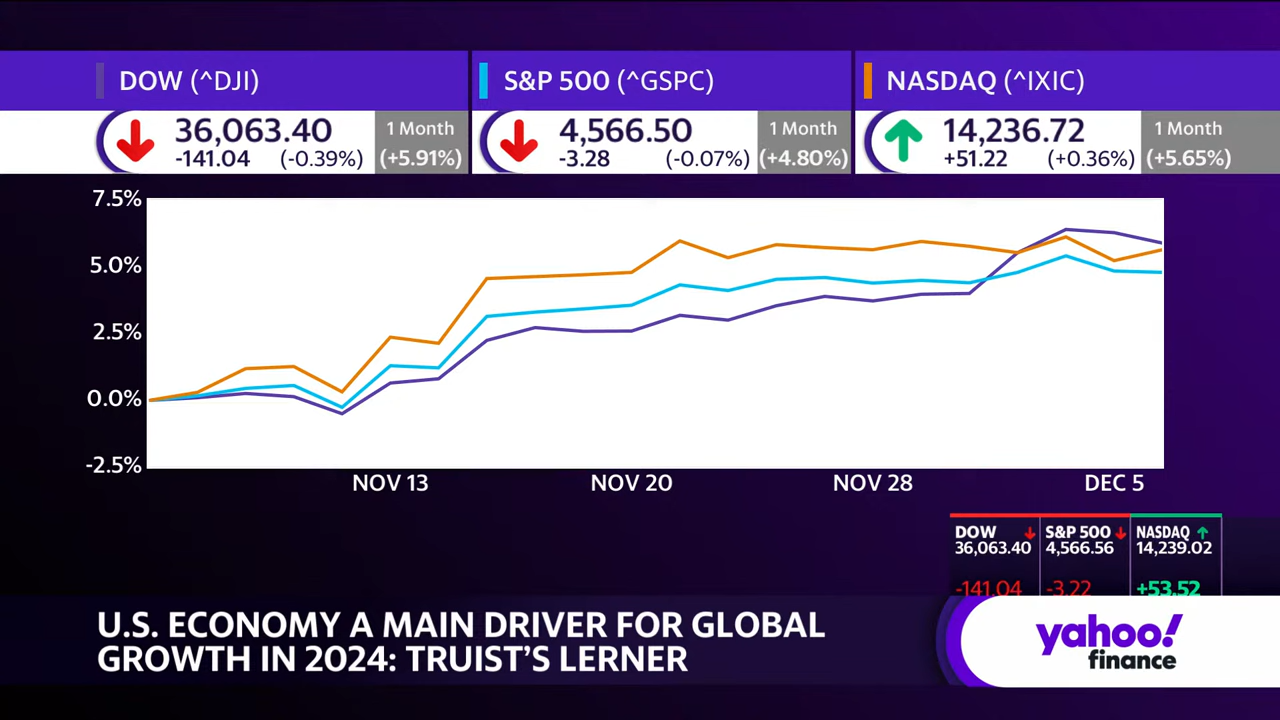 DOW (^DJI)
36,063.40
-141.04 (-0.39%)
1 Month
(+5.91%)
S&P 500 (^GSPC)
4,566.50
-3.28 (-0.07%)
1 Month
(+4.80%)
NASDAQ (^IXIC)
14,236.72
+51.22 (+0.36%)
1 Month
(+5.65%)
7.5%
5.0%
2.5%
0.0%
-2.5%
NOV 13 NOV 20 NOV 28 DEC 5
DOW
36,063.40
-141.04
S&P 500
4,566.56
-3.22
NASDAQ
14,239.02
+53.52
U.S. ECONOMY A MAIN DRIVER FOR GLOBAL
GROWTH IN 2024: TRUIST'S LERNER
yahoo!
finance